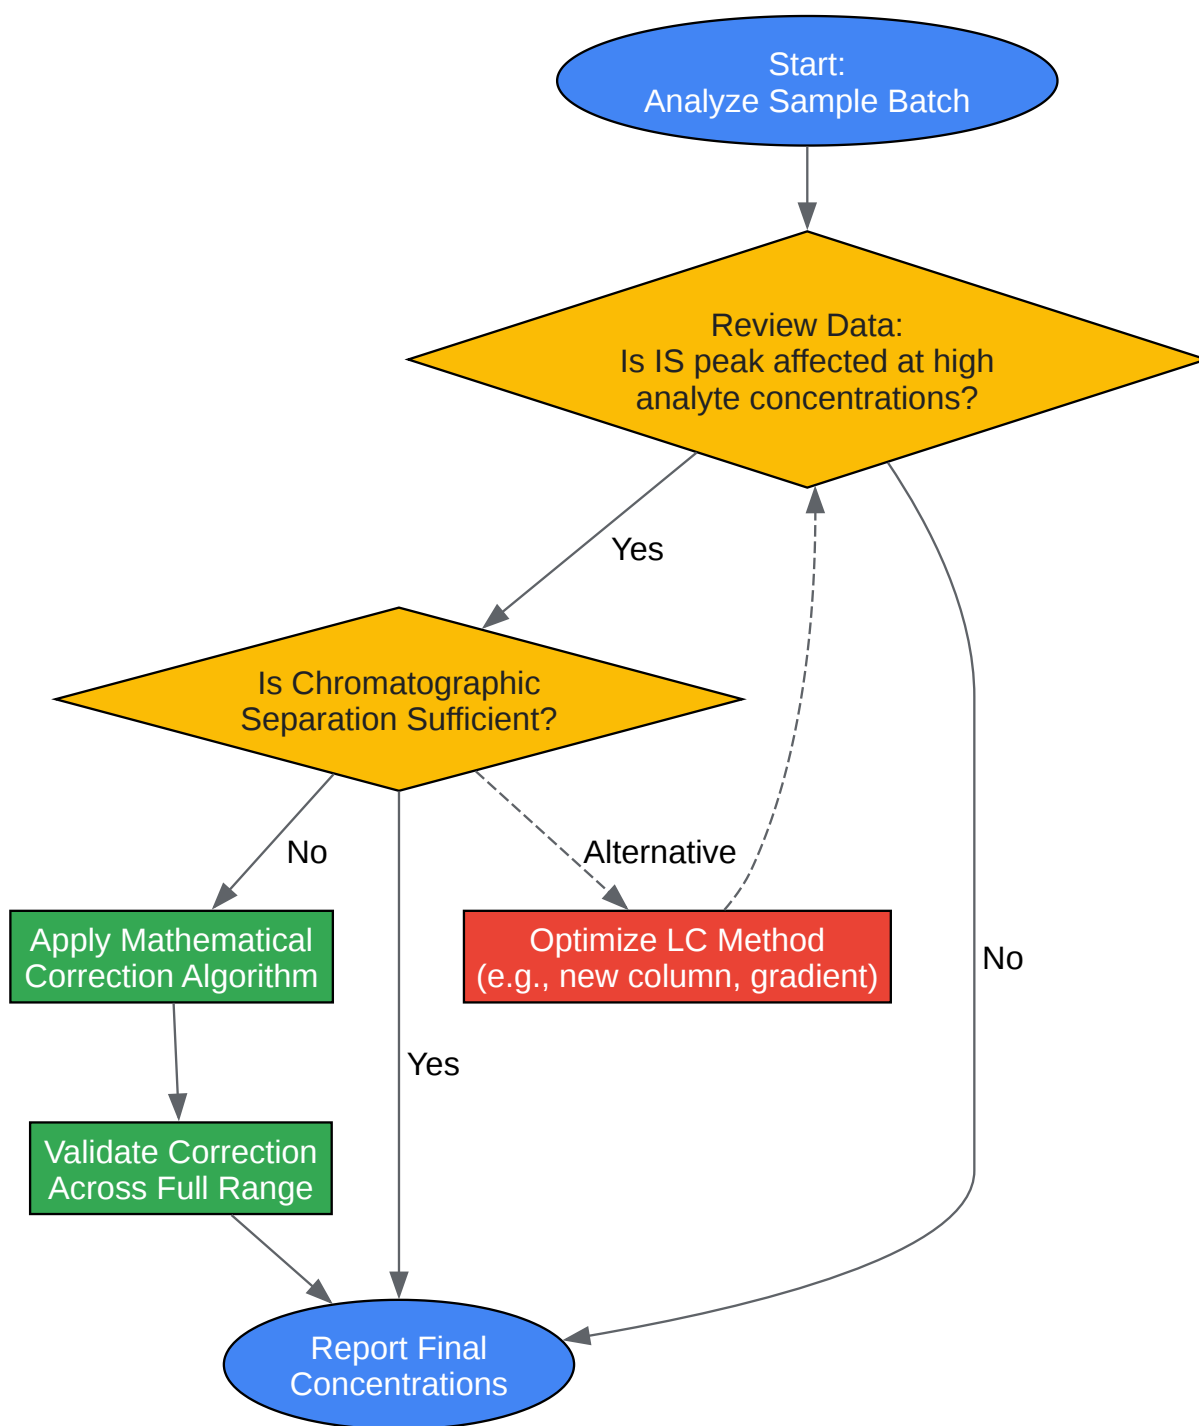 Start:
Analyze Sample Batch
Review Data:
Is IS peak affected at high
analyte concentrations?
Yes
Is Chromatographic
Separation Sufficient?
No
Alternative
Apply Mathematical
Correction Algorithm
Optimize LC Method
(e.g., new column, gradient)
No
Yes
Validate Correction
Across Full Range
Report Final
Concentrations